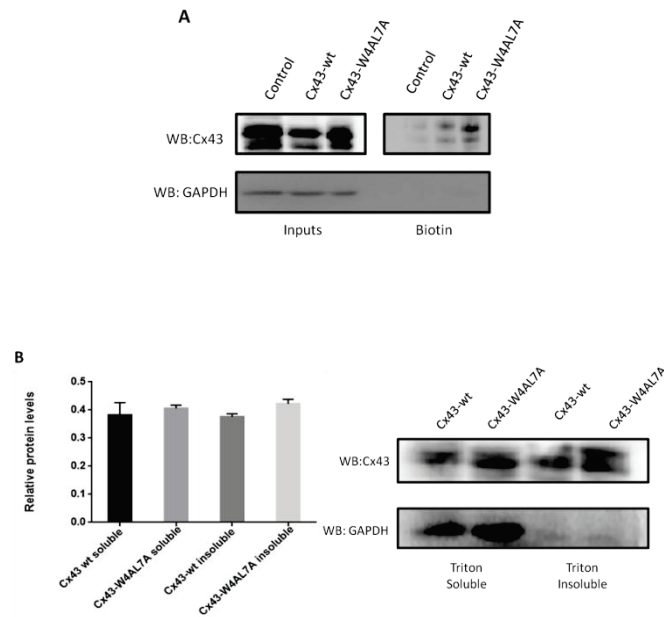 A
Control
Cx43-wt
Cx43-W4AL7A
Control
Cx43-wt
Cx43-W4AL7A
WB:Cx43
WB: GAPDH
Inputs
Biotin
B
Relative protein levels
0.5
0.4
0.3
0.2
0.1
0.0
Cx43 wt soluble
Cx43-W4AL7A soluble
Cx43-wt insoluble
Cx43-W4AL7A insoluble
Cx43-wt
Cx43-W4AL7A
Cx43-wt
Cx43-W4AL7A
WB:Cx43
WB: GAPDH
Triton
Soluble
Triton
Insoluble